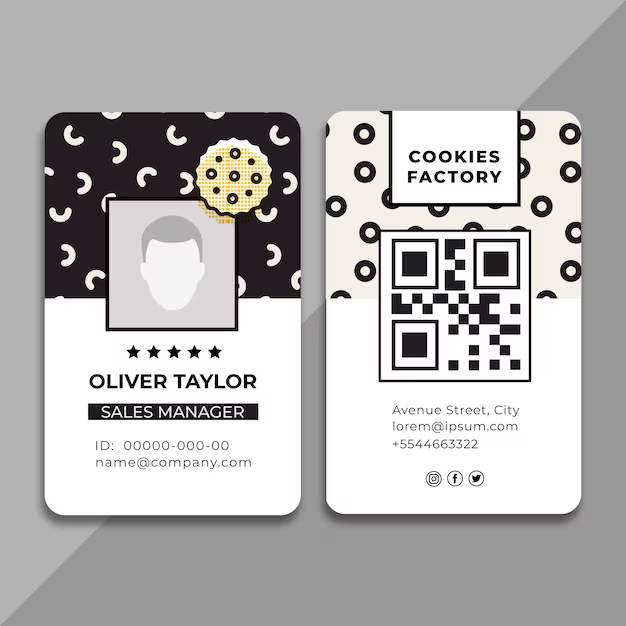 OLIVER TAYLOR
SALES MANAGER
ID: 00000-000-00
name@company.com
COOKIES
FACTORY
Avenue Street, City
lorem@ipsum.com
+5544663322